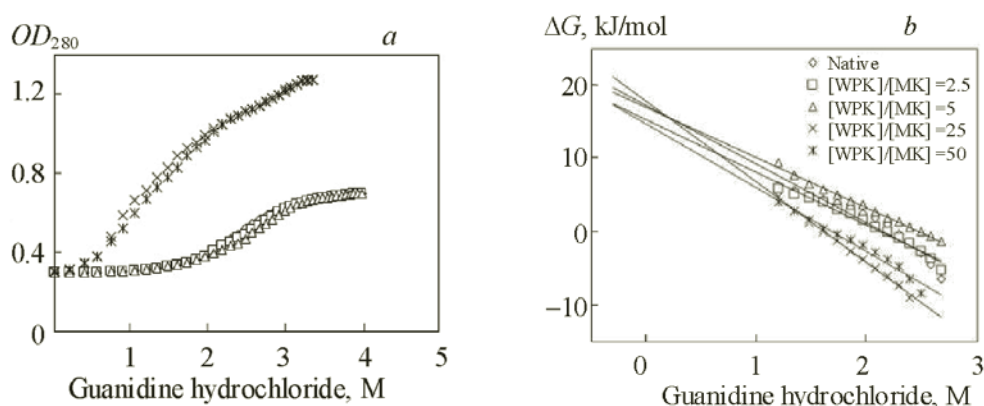 OD280 a
1.2
0.8
0.4
0
1 2 3 4 5
Guanidine hydrochloride, M
ΔG, kJ/mol b
Native
[WPK]/[MK] =2.5
[WPK]/[MK] =5
[WPK]/[MK] =25
[WPK]/[MK] =50
20
10
0
−10
0 1 2 3
Guanidine hydrochloride, M